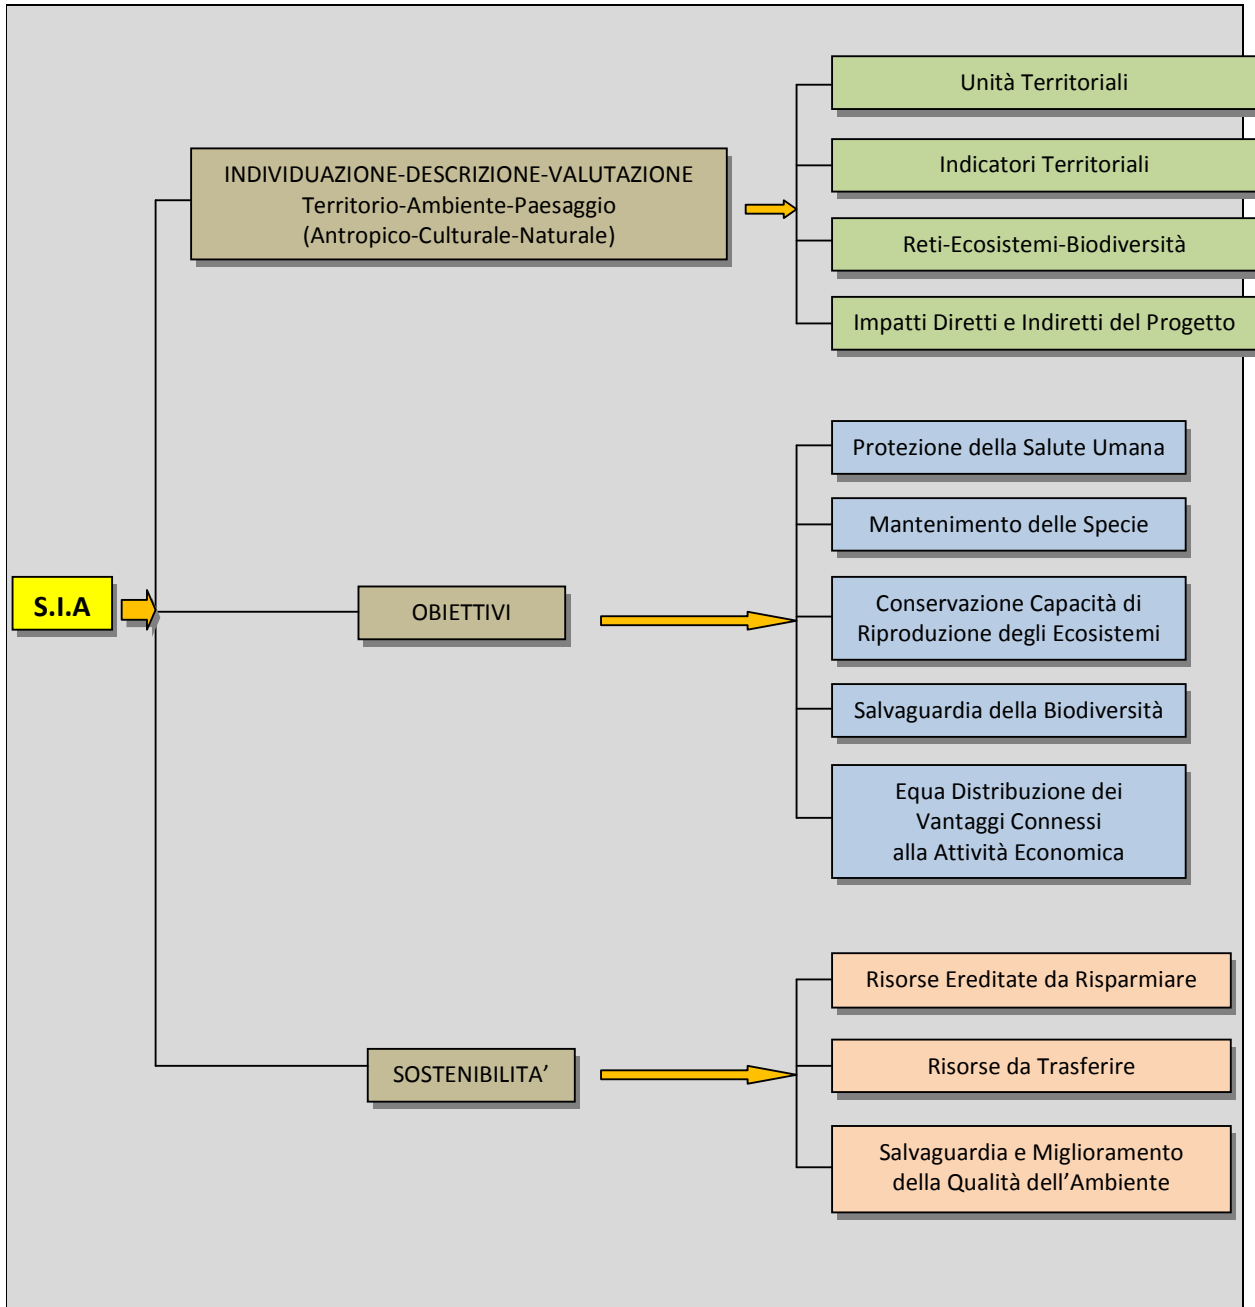 S.I.A
INDIVIDUAZIONE-DESCRIZIONE-VALUTAZIONE
Territorio-Ambiente-Paesaggio
(Antropico-Culturale-Naturale)
Unità Territoriali
Indicatori Territoriali
Reti-Ecosistemi-Biodiversità
Impatti Diretti e Indiretti del Progetto
OBIETTIVI
Protezione della Salute Umana
Mantenimento delle Specie
Conservazione Capacità di
Riproduzione degli Ecosistemi
Salvaguardia della Biodiversità
Equa Distribuzione dei
Vantaggi Connessi
alla Attività Economica
SOSTENIBILITA’
Risorse Ereditate da Risparmiare
Risorse da Trasferire
Salvaguardia e Miglioramento
della Qualità dell’Ambiente